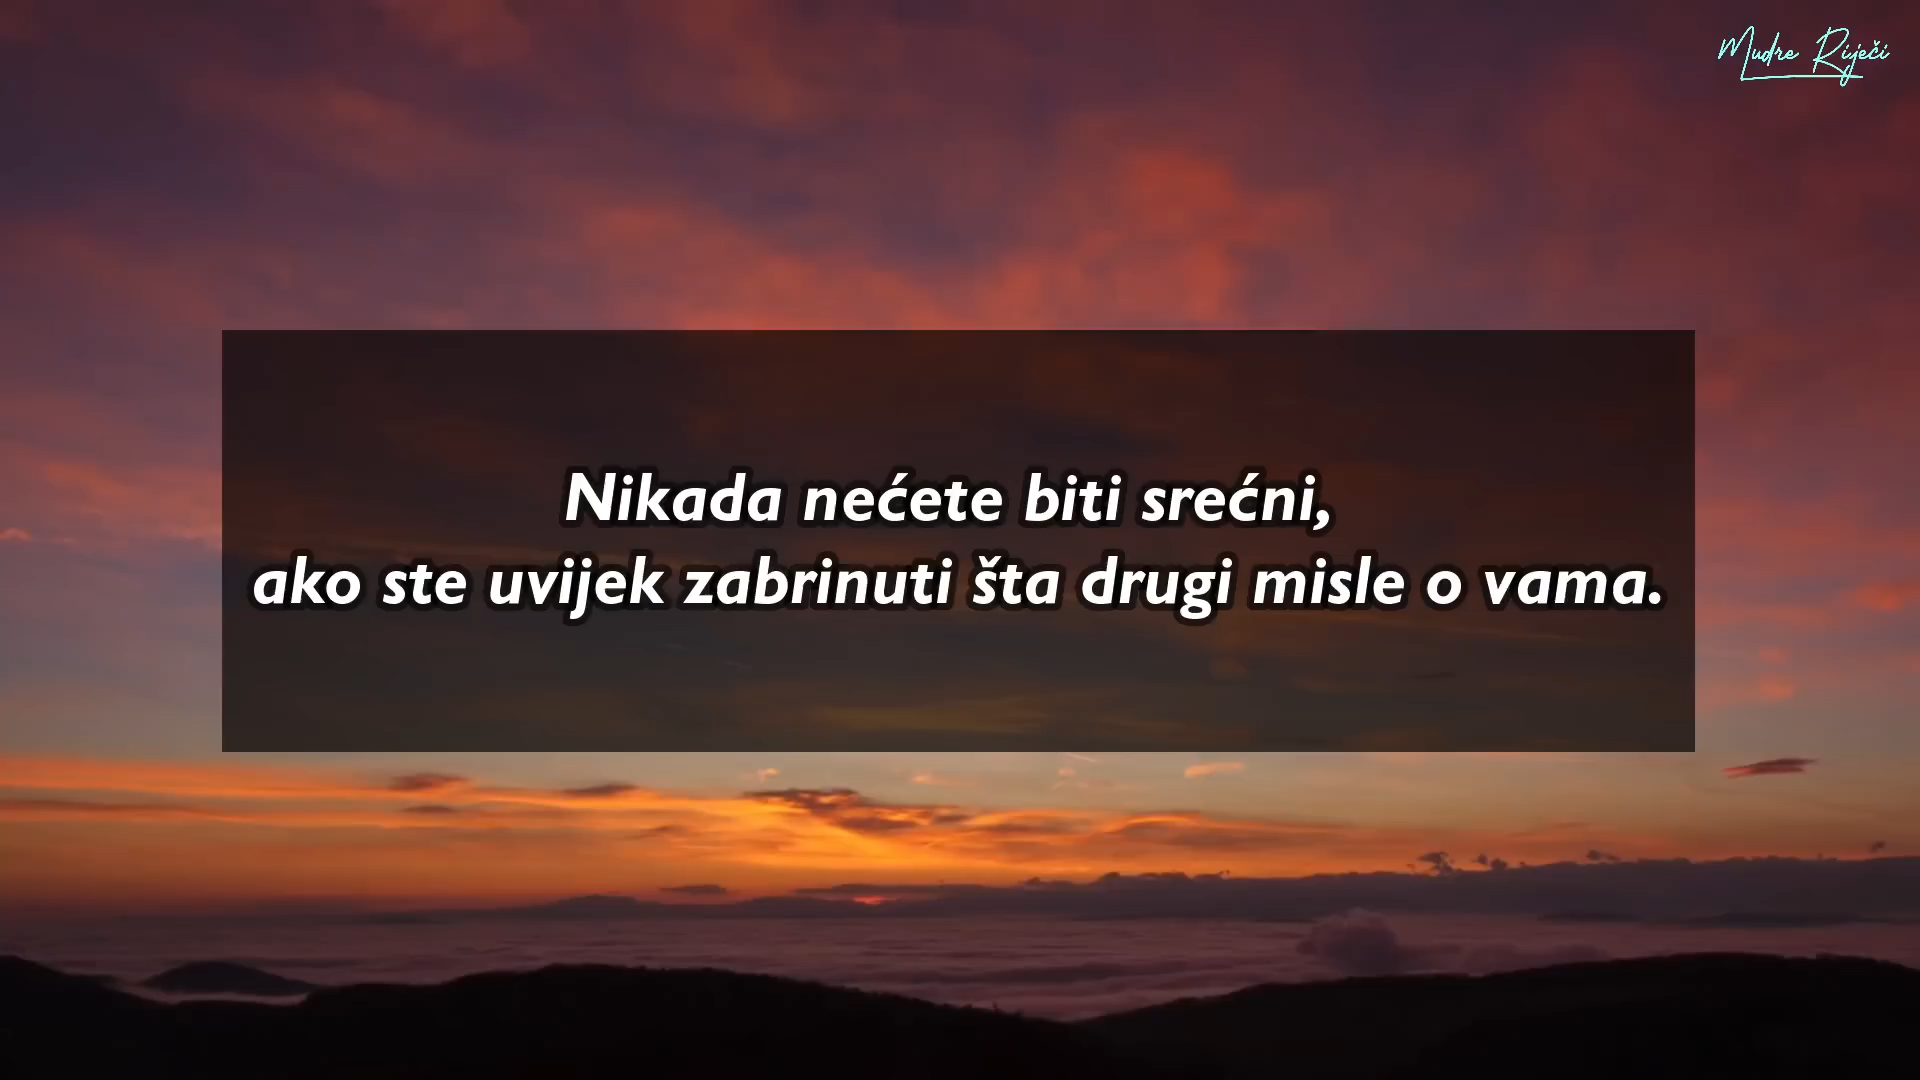 Mudre Riječi
Nikada nećete biti srećni,
ako ste uvijek zabrinuti šta drugi misle o vama.